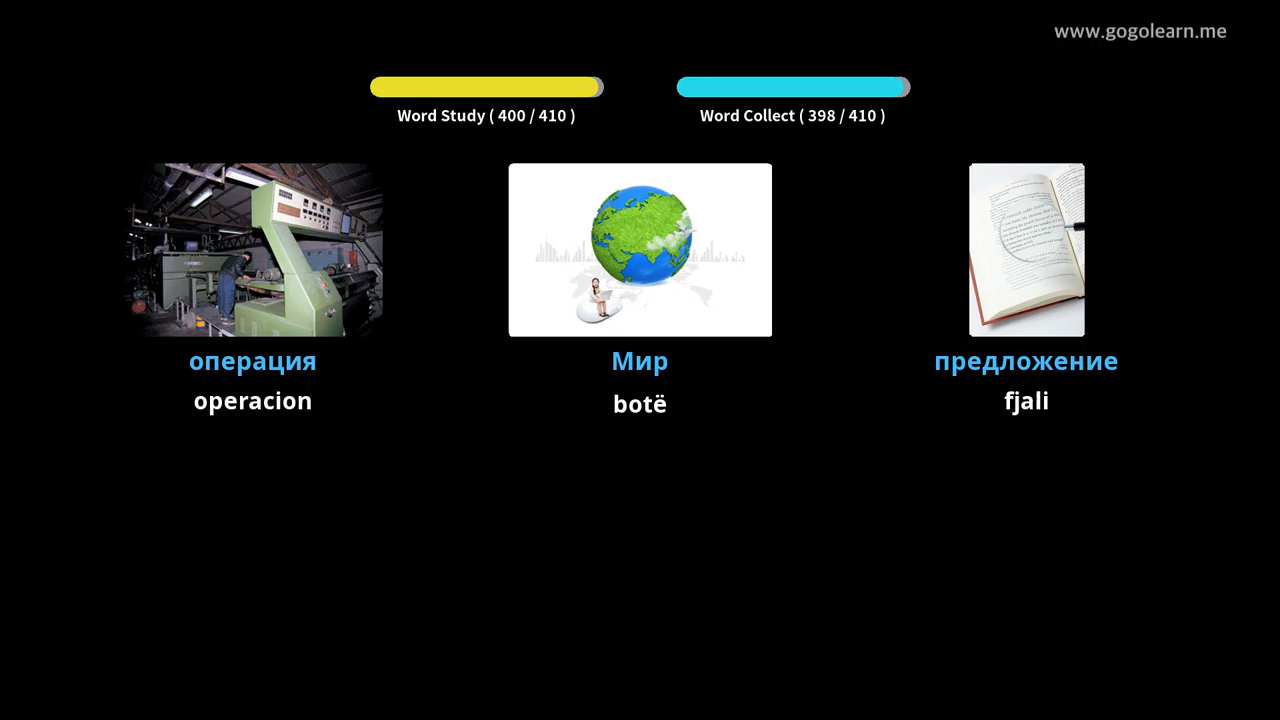 www.gogolearn.me
Word Study ( 400 / 410 )
Word Collect ( 398 / 410 )
операция
Мир
предложение
operacion
botë
fjali